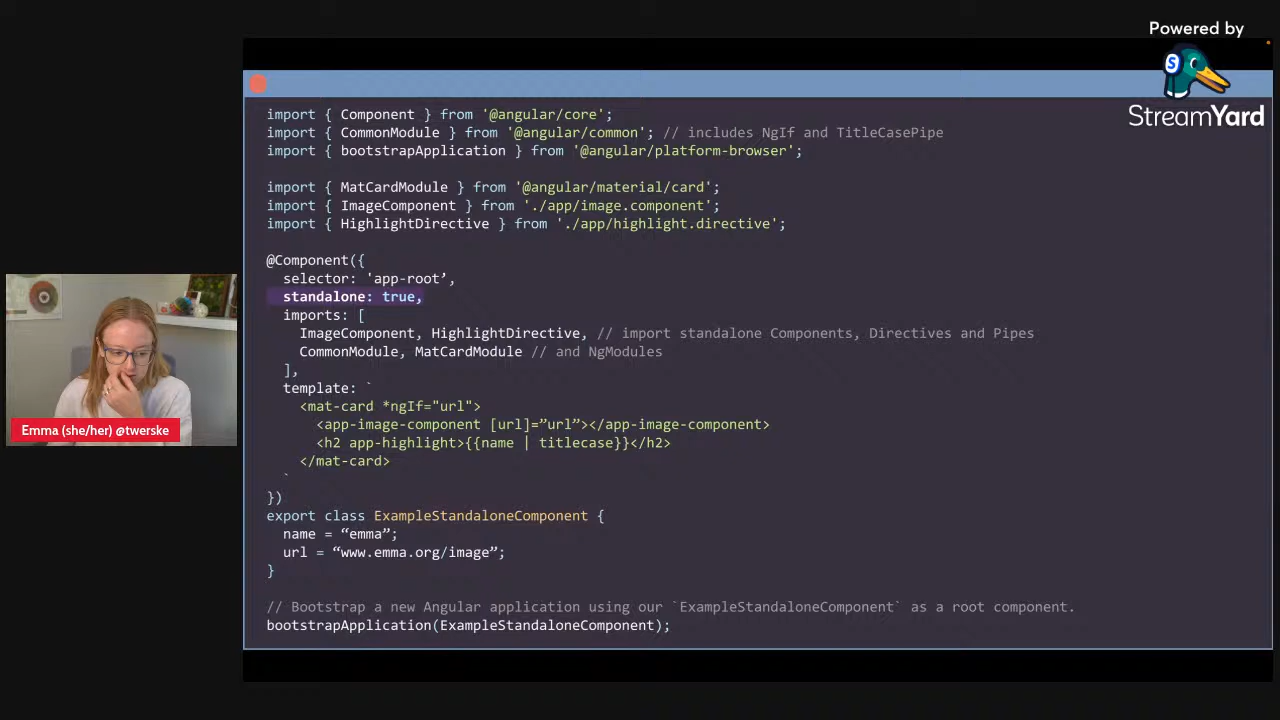 Powered by
StreamYard
import { Component } from '@angular/core';
import { CommonModule } from '@angular/common'; // includes NgIf and TitleCasePipe
import { bootstrapApplication } from '@angular/platform-browser';
import { MatCardModule } from '@angular/material/card';
import { ImageComponent } from './app/image.component';
import { HighlightDirective } from './app/highlight.directive';
@Component({
selector: 'app-root’,
standalone: true,
imports: [
ImageComponent, HighlightDirective, // import standalone Components, Directives and Pipes
CommonModule, MatCardModule // and NgModules
],
template: `
<mat-card *ngIf="url">
<app-image-component [url]=”url”></app-image-component>
<h2 app-highlight>{{name | titlecase}}</h2>
</mat-card>
`
})
export class ExampleStandaloneComponent {
name = “emma”;
url = “www.emma.org/image”;
}
// Bootstrap a new Angular application using our `ExampleStandaloneComponent` as a root component.
bootstrapApplication(ExampleStandaloneComponent);
Emma (she/her) @twerske